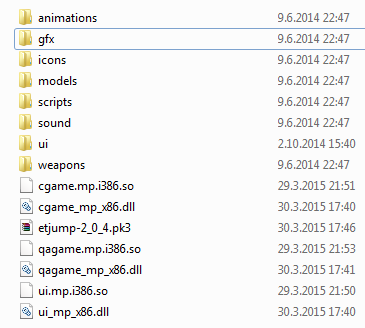 animations 9.6.2014 22:47
gfx 9.6.2014 22:47
icons 9.6.2014 22:47
models 9.6.2014 22:47
scripts 9.6.2014 22:47
sound 9.6.2014 22:47
ui 2.10.2014 15:40
weapons 9.6.2014 22:47
cgame.mp.i386.so 29.3.2015 21:51
cgame_mp_x86.dll 30.3.2015 17:40
etjump-2_0_4.pk3 30.3.2015 17:46
qagame.mp.i386.so 29.3.2015 21:53
qagame_mp_x86.dll 30.3.2015 17:41
ui.mp.i386.so 29.3.2015 21:50
ui_mp_x86.dll 30.3.2015 17:40